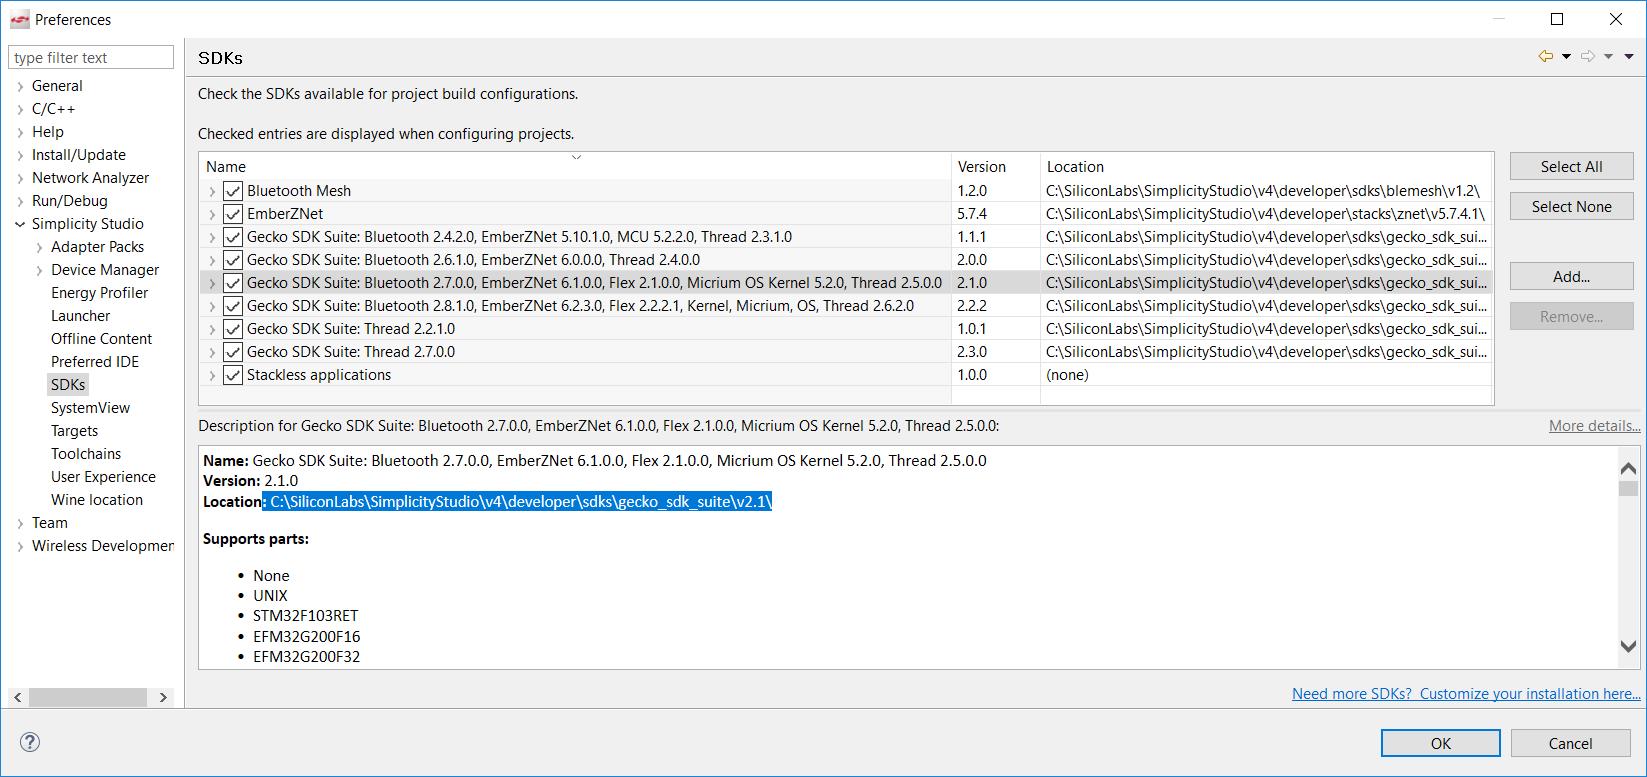 Preferences
type filter text
General
C/C++
Help
Install/Update
Network Analyzer
Run/Debug
Simplicity Studio
Adapter Packs
Device Manager
Energy Profiler
Launcher
Offline Content
Preferred IDE
SDKs
SystemView
Targets
Toolchains
User Experience
Wine location
Team
Wireless Developmen
SDKs
Check the SDKs available for project build configurations.
Checked entries are displayed when configuring projects.
Name Version Location
Bluetooth Mesh 1.2.0 C:\SiliconLabs\SimplicityStudio\v4\developer\sdks\blemesh\v1.2\
EmberZNet 5.7.4 C:\SiliconLabs\SimplicityStudio\v4\developer\stacks\znet\v5.7.4.1\
Gecko SDK Suite: Bluetooth 2.4.2.0, EmberZNet 5.10.1.0, MCU 5.2.2.0, Thread 2.3.1.0 1.1.1 C:\SiliconLabs\SimplicityStudio\v4\developer\sdks\gecko_sdk_sui...
Gecko SDK Suite: Bluetooth 2.6.1.0, EmberZNet 6.0.0.0, Thread 2.4.0.0 2.0.0 C:\SiliconLabs\SimplicityStudio\v4\developer\sdks\gecko_sdk_sui...
Gecko SDK Suite: Bluetooth 2.7.0.0, EmberZNet 6.1.0.0, Flex 2.1.0.0, Micrium OS Kernel 5.2.0, Thread 2.5.0.0 2.1.0 C:\SiliconLabs\SimplicityStudio\v4\developer\sdks\gecko_sdk_sui...
Gecko SDK Suite: Bluetooth 2.8.1.0, EmberZNet 6.2.3.0, Flex 2.2.2.1, Kernel, Micrium, OS, Thread 2.6.2.0 2.2.2 C:\SiliconLabs\SimplicityStudio\v4\developer\sdks\gecko_sdk_sui...
Gecko SDK Suite: Thread 2.2.1.0 1.0.1 C:\SiliconLabs\SimplicityStudio\v4\developer\sdks\gecko_sdk_sui...
Gecko SDK Suite: Thread 2.7.0.0 2.3.0 C:\SiliconLabs\SimplicityStudio\v4\developer\sdks\gecko_sdk_sui...
Stackless applications 1.0.0 (none)
Select All
Select None
Add...
Remove...
Description for Gecko SDK Suite: Bluetooth 2.7.0.0, EmberZNet 6.1.0.0, Flex 2.1.0.0, Micrium OS Kernel 5.2.0, Thread 2.5.0.0: More details...
Name: Gecko SDK Suite: Bluetooth 2.7.0.0, EmberZNet 6.1.0.0, Flex 2.1.0.0, Micrium OS Kernel 5.2.0, Thread 2.5.0.0
Version: 2.1.0
Location: C:\SiliconLabs\SimplicityStudio\v4\developer\sdks\gecko_sdk_suite\v2.1\
Supports parts:
• None
• UNIX
• STM32F103RET
• EFM32G200F16
• EFM32G200F32
Need more SDKs?  Customize your installation here...
OK Cancel